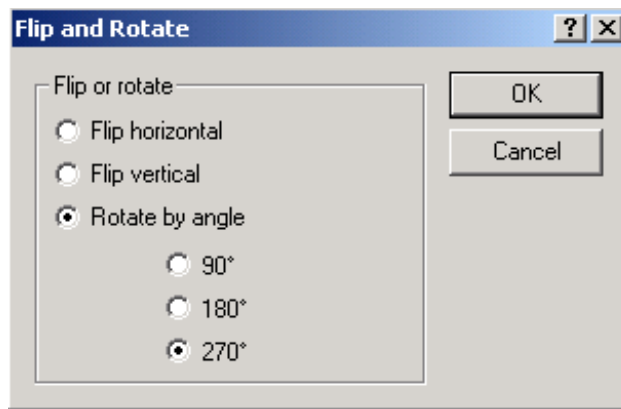 Flip and Rotate
Flip or rotate
Flip horizontal
Flip vertical
Rotate by angle
90°
180°
270°
OK
Cancel